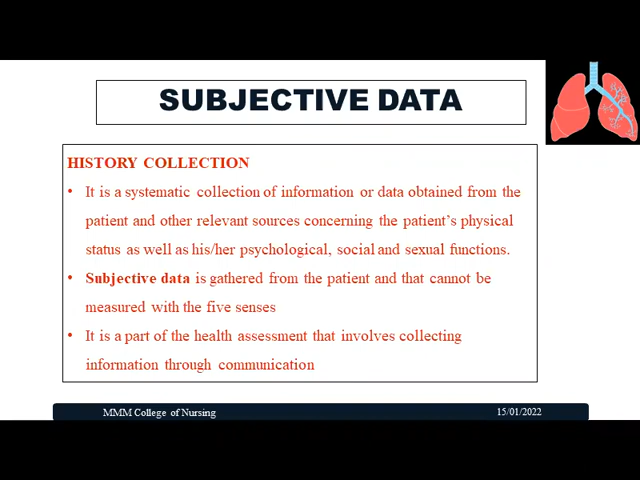 SUBJECTIVE DATA
HISTORY COLLECTION
• It is a systematic collection of information or data obtained from the
patient and other relevant sources concerning the patient's physical
status as well as his/her psychological, social and sexual functions.
• Subjective data is gathered from the patient and that cannot be
measured with the five senses
• It is a part of the health assessment that involves collecting
information through communication
MMM College of Nursing
15/01/2022